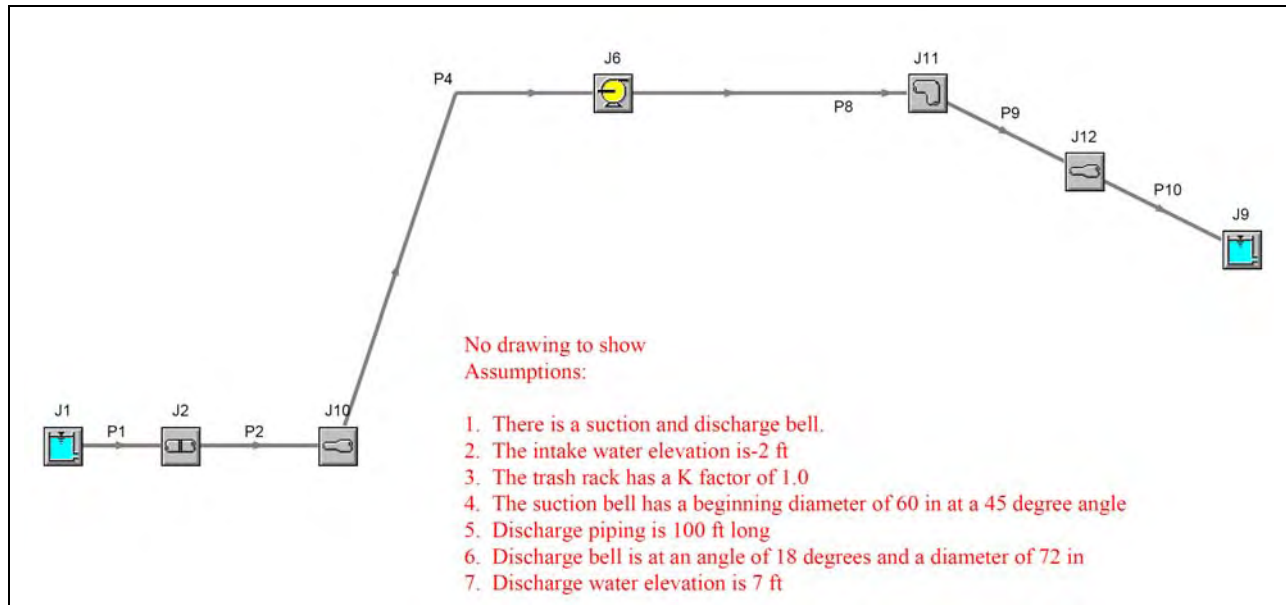 J6
J11
P4
P8
P9
J12
P10
J9
J1
P1
J2
P2
J10
No drawing to show
Assumptions:
1. There is a suction and discharge bell.
2. The intake water elevation is-2 ft
3. The trash rack has a K factor of 1.0
4. The suction bell has a beginning diameter of 60 in at a 45 degree angle
5. Discharge piping is 100 ft long
6. Discharge bell is at an angle of 18 degrees and a diameter of 72 in
7. Discharge water elevation is 7 ft